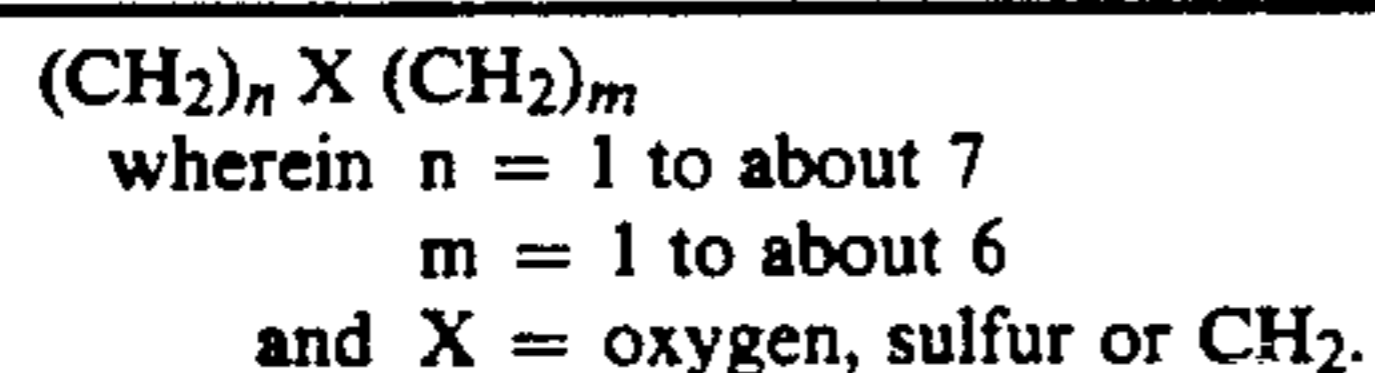 (CH₂)ₙ X (CH₂)ₘ
wherein n = 1 to about 7
m = 1 to about 6
and X = oxygen, sulfur or CH₂.